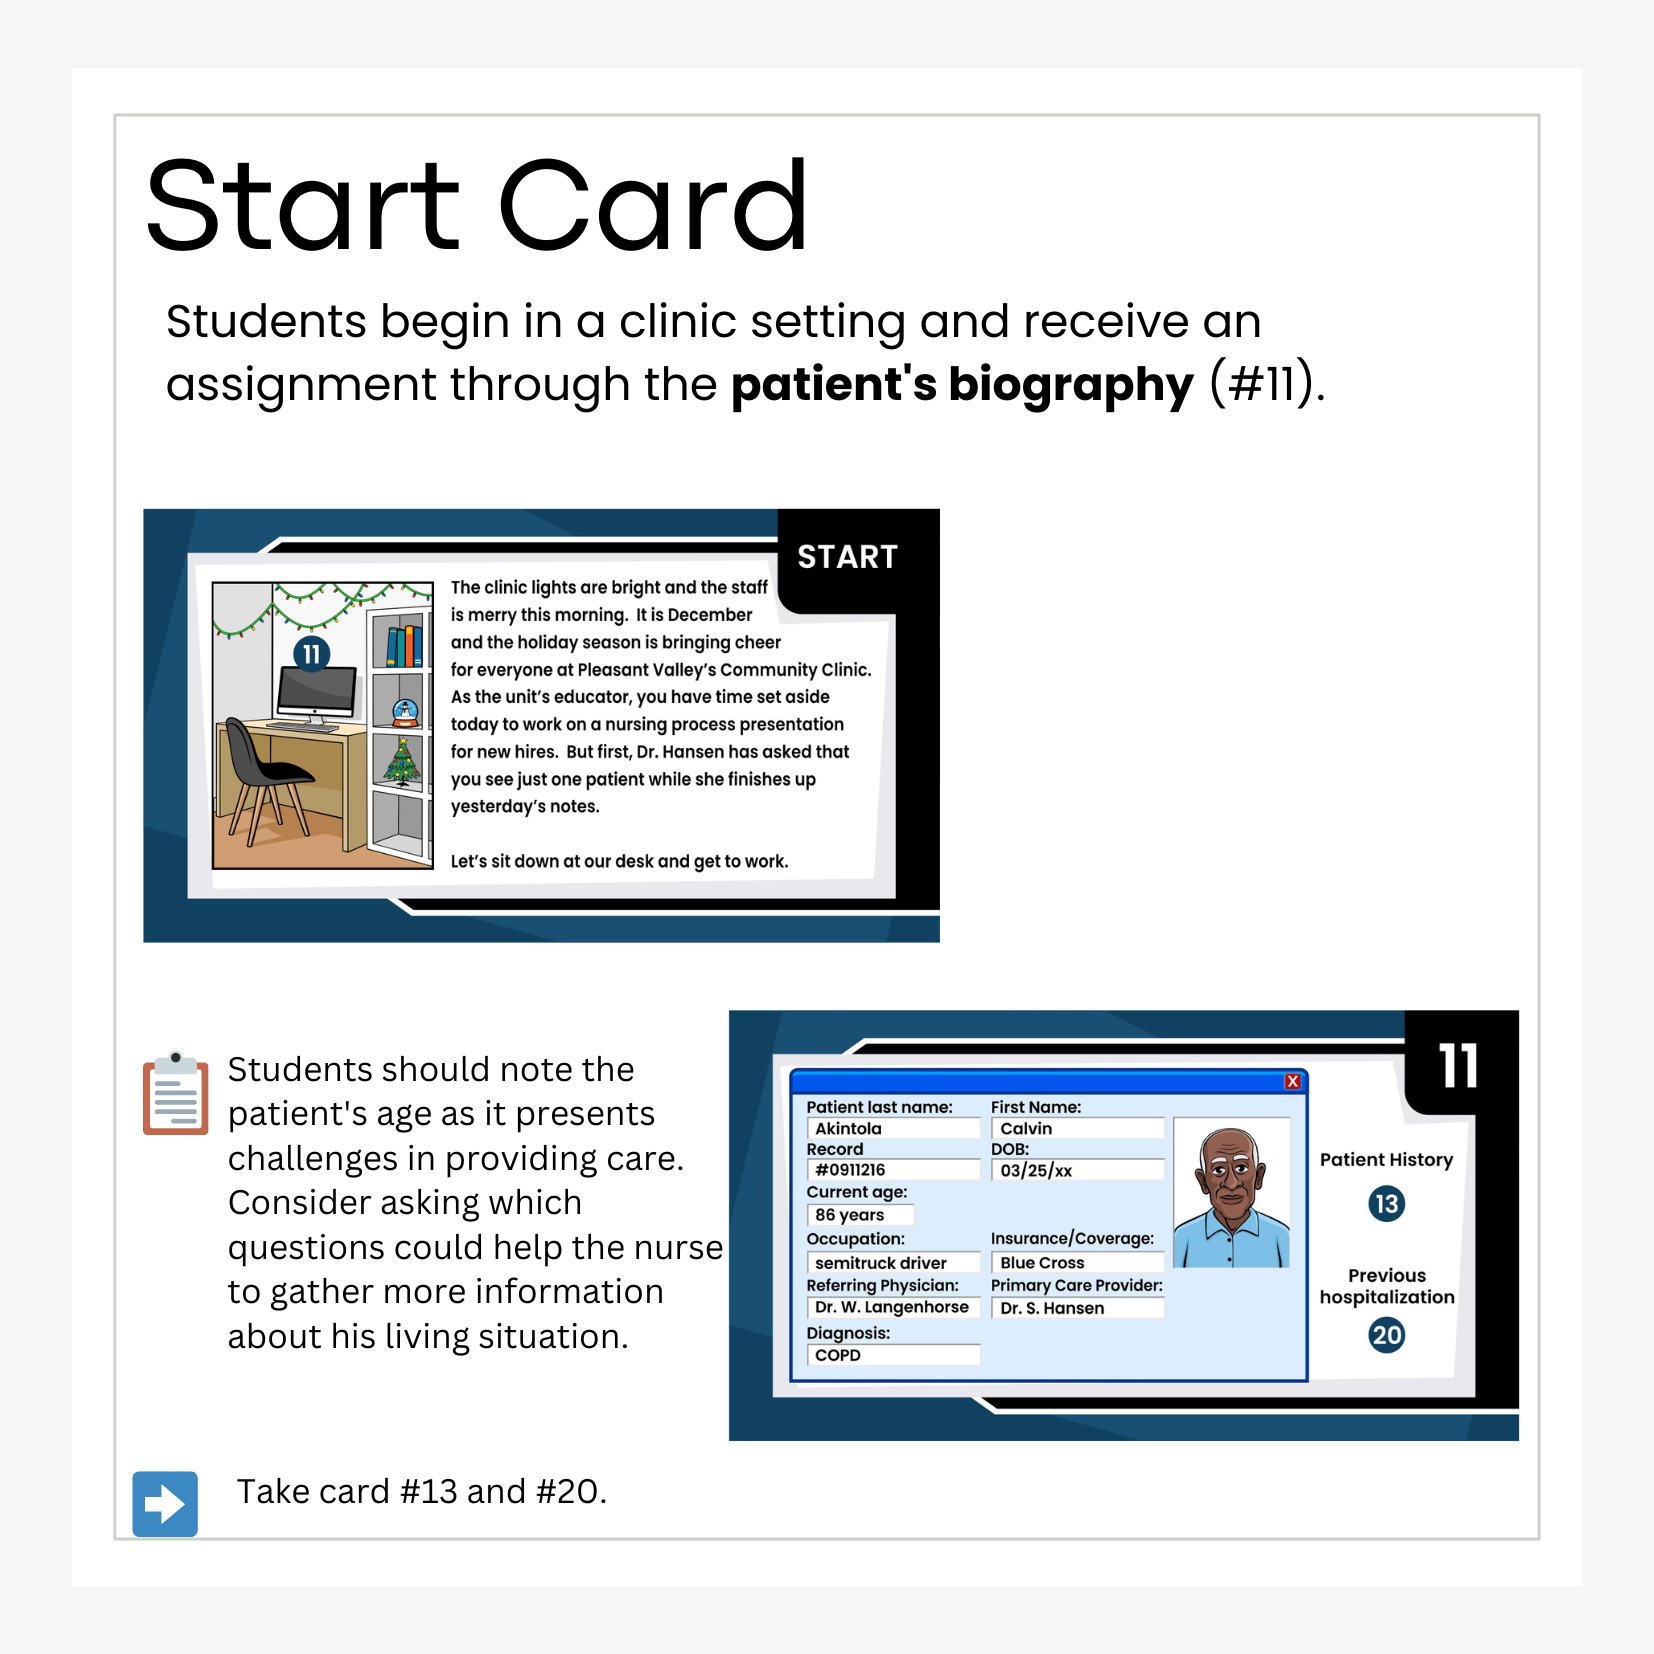 Start Card
Students begin in a clinic setting and receive an
assignment through the patient's biography (#11).
START
The clinic lights are bright and the staff
is merry this morning.  It is December
and the holiday season is bringing cheer
for everyone at Pleasant Valley's Community Clinic.
As the unit's educator, you have time set aside
today to work on a nursing process presentation
for new hires.  But first, Dr. Hansen has asked that
you see just one patient while she finishes up
yesterday's notes.
Let's sit down at our desk and get to work.
11
Students should note the
patient's age as it presents
challenges in providing care.
Consider asking which
questions could help the nurse
to gather more information
about his living situation.
11
X
Patient last name: First Name:
Akintola Calvin
Record DOB:
#0911216 03/25/xx
Current age:
86 years
Occupation: Insurance/Coverage:
semitruck driver Blue Cross
Referring Physician: Primary Care Provider:
Dr. W. Langenhorse Dr. S. Hansen
Diagnosis:
COPD
Patient History
13
Previous
hospitalization
20
Take card #13 and #20.